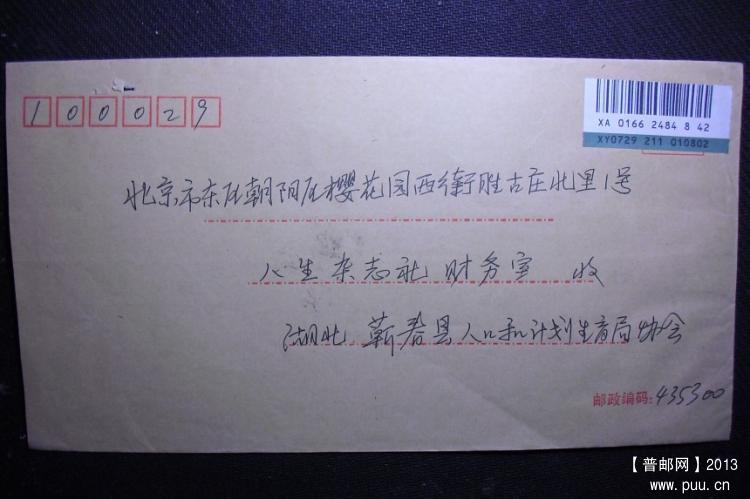 100029
XA 0166 2484 8 42
XY0729 211 010802
北京市东区朝阳区樱花园西街胜古庄北里1号
人生杂志社 财务室 收
湖北 蕲春县人口和计划生育局协会
邮政编码:435300
【普邮网】2013
www.puu.cn